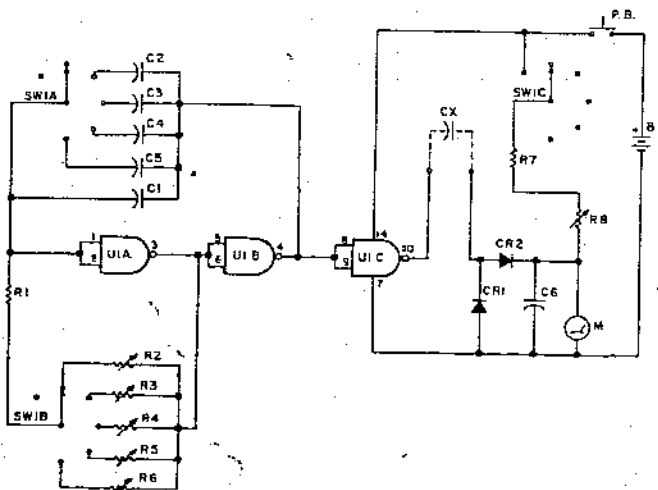 P.B.
C2
SW1A
C3
SW1C
C4
CX
B
+
C5
R7
C1
14
R8
1
2
U1A
3
5
6
U1B
4
8
9
U1C
10
7
CR2
R1
CR1
C6
M
R2
R3
SW1B
R4
R5
R6